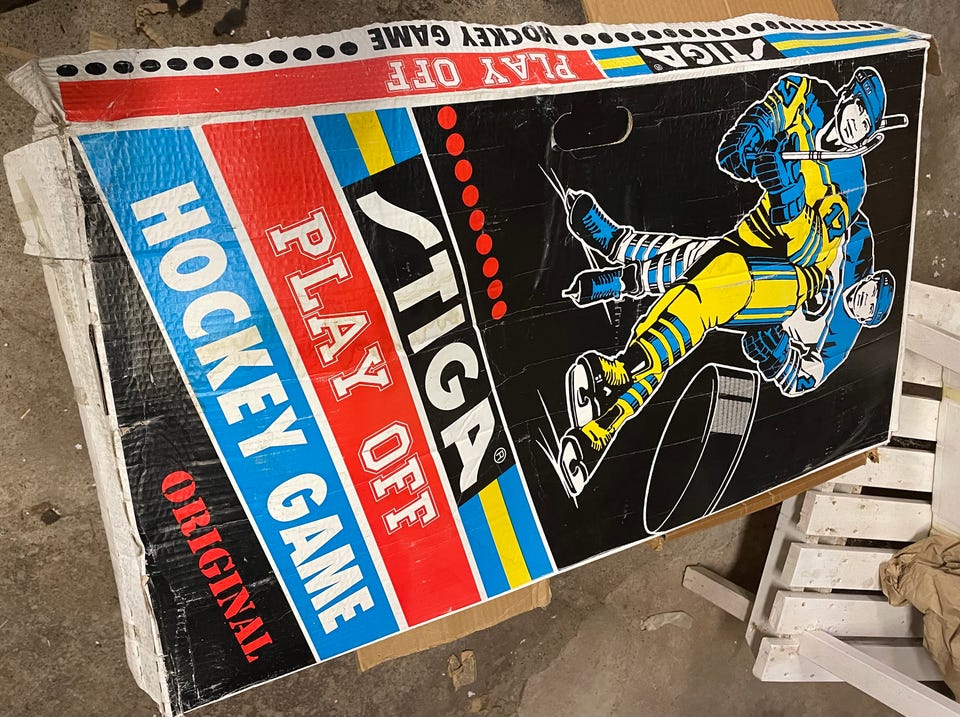 STIGA®
PLAY OFF
HOCKEY GAME
STIGA®
PLAY OFF
HOCKEY GAME
ORIGINAL